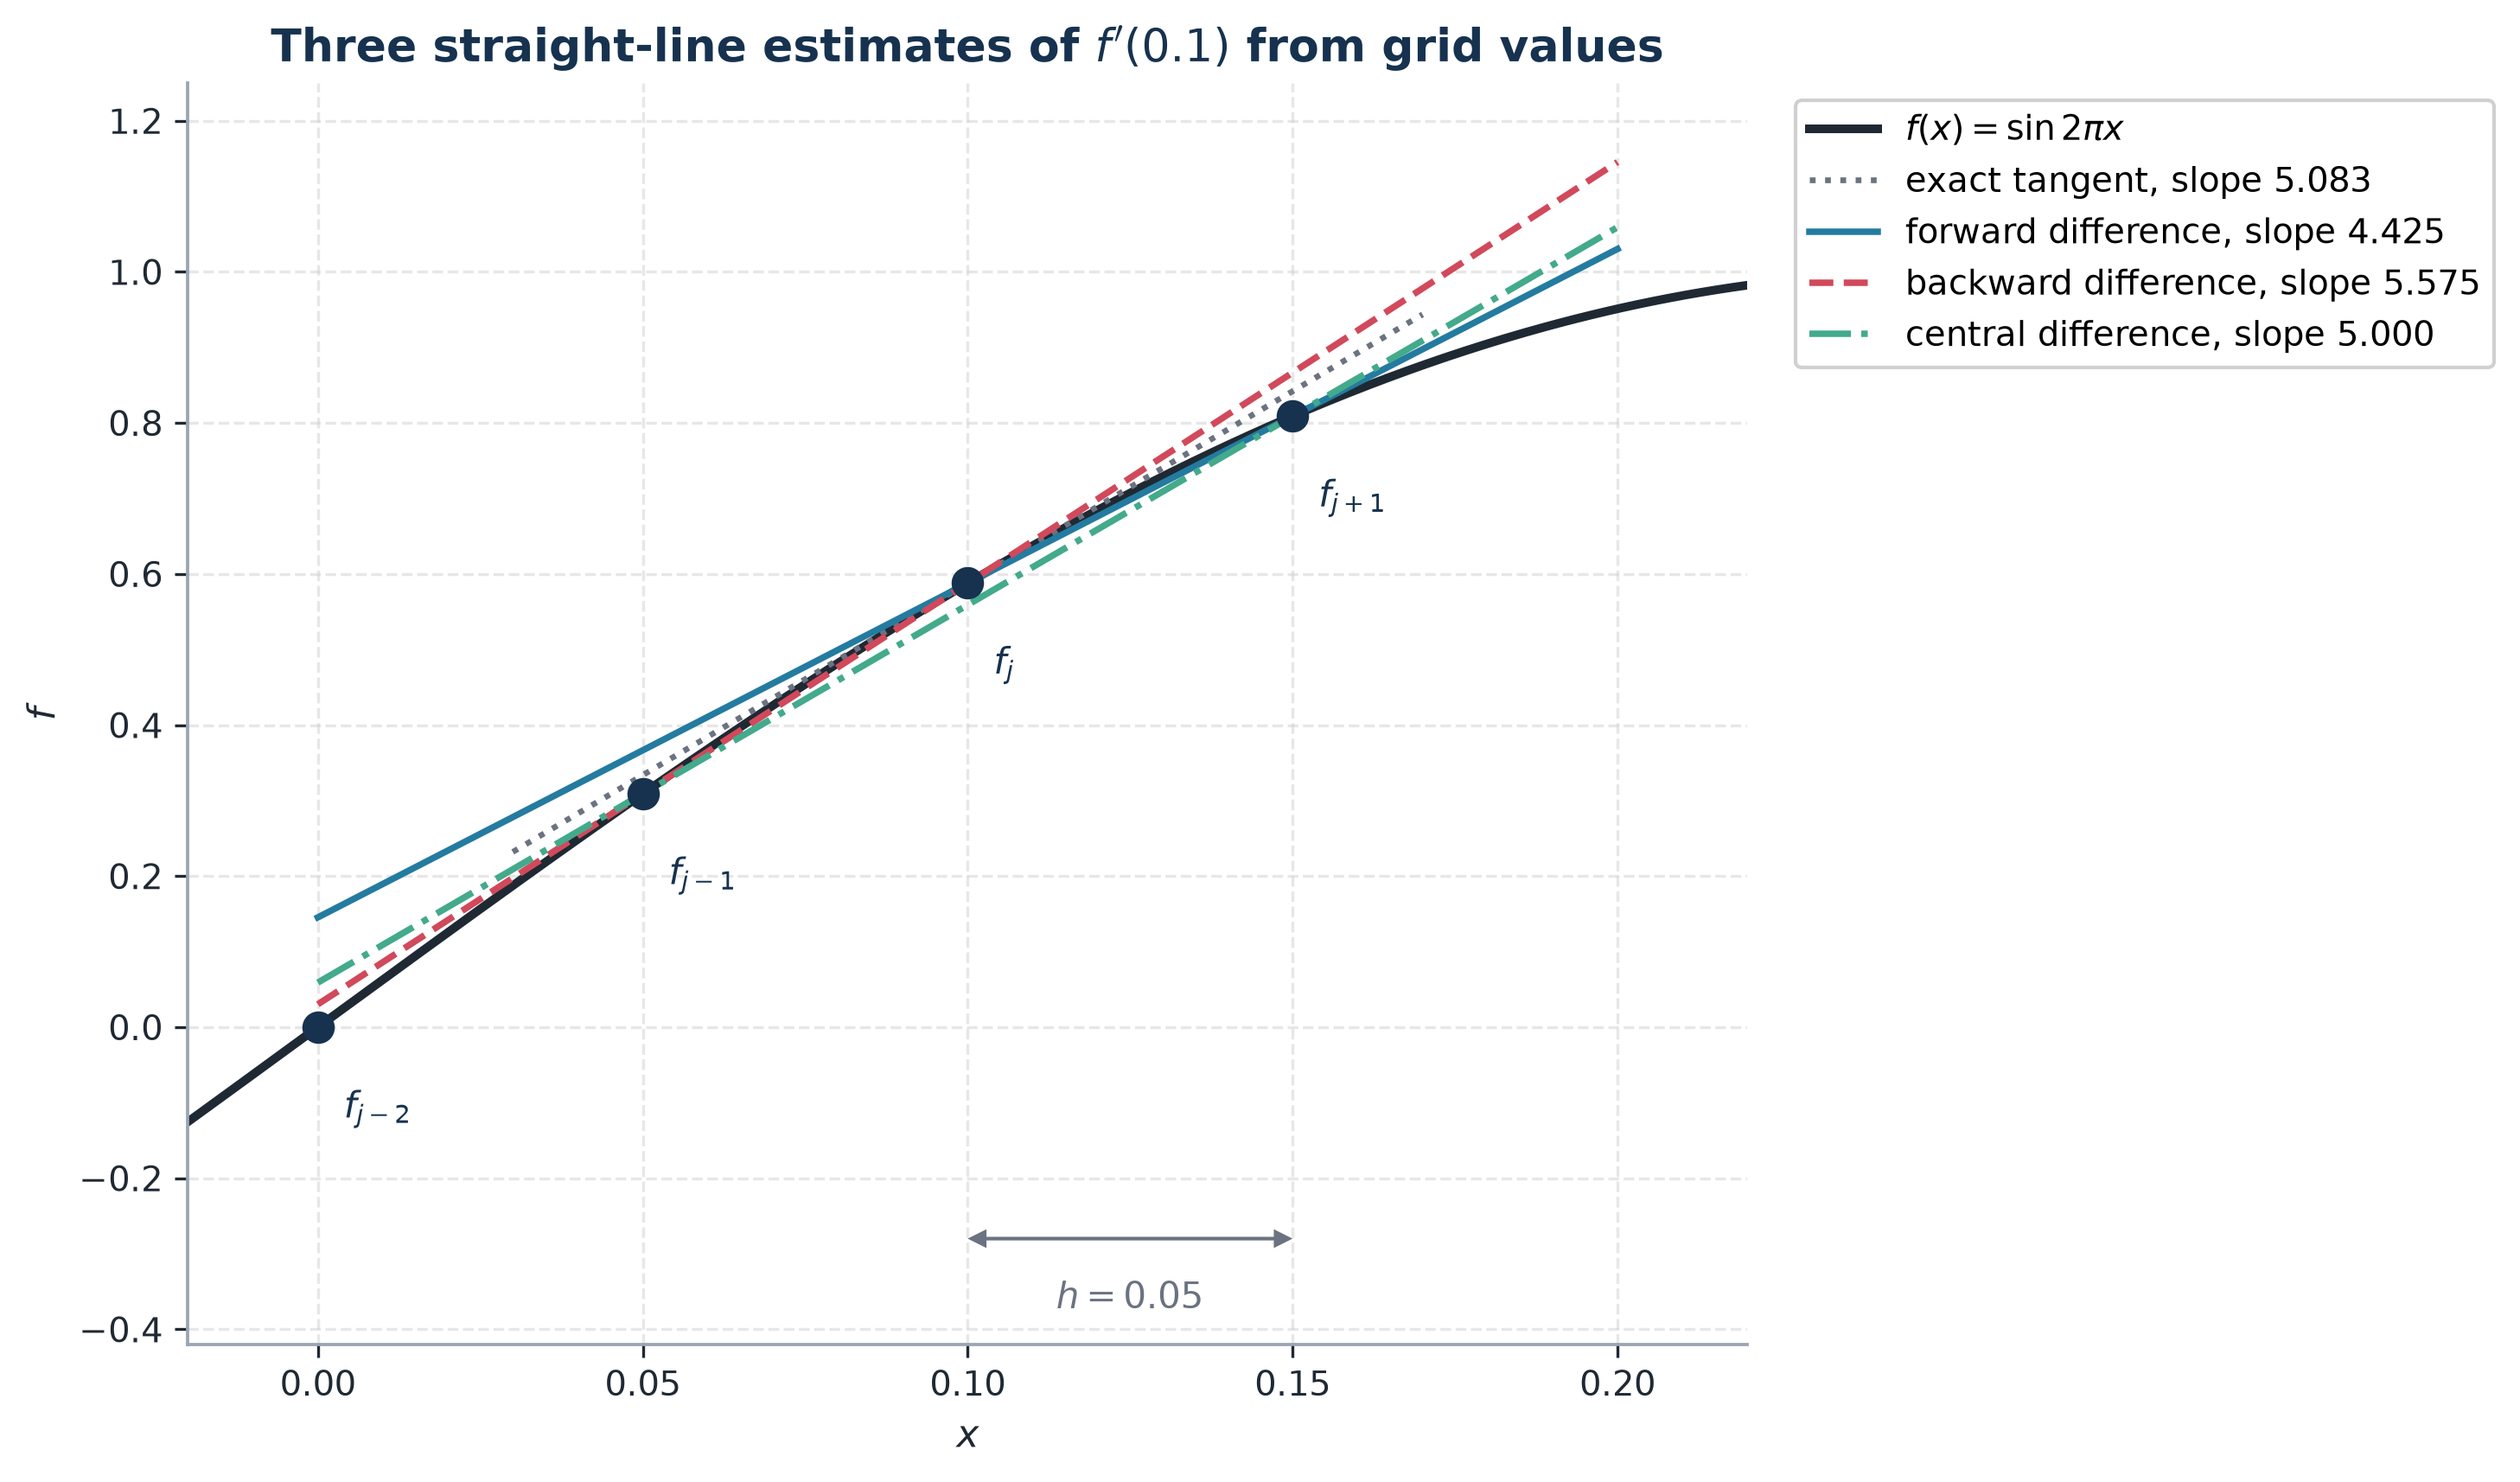 Three straight-line estimates of f′(0.1) from grid values
f(x) = sin 2πx
exact tangent, slope 5.083
forward difference, slope 4.425
backward difference, slope 5.575
central difference, slope 5.000
1.2
1.0
0.8
0.6
0.4
0.2
0.0
−0.2
−0.4
f
f_{j+1}
f_j
f_{j−1}
f_{j−2}
h = 0.05
0.00 0.05 0.10 0.15 0.20
x